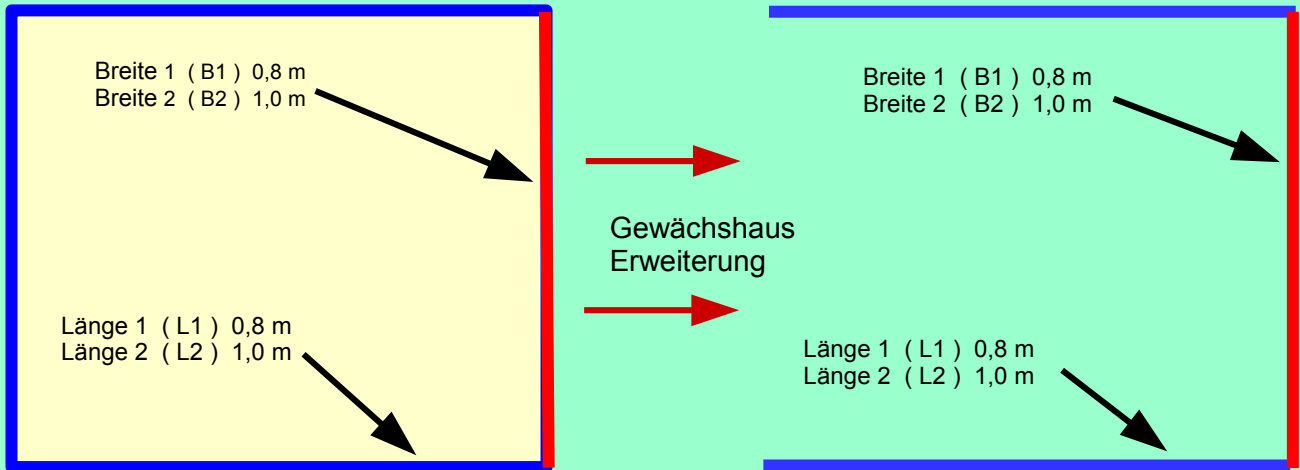 Breite 1 ( B1 ) 0,8 m
Breite 2 ( B2 ) 1,0 m
Länge 1 ( L1 ) 0,8 m
Länge 2 ( L2 ) 1,0 m
Gewächshaus
Erweiterung
Breite 1 ( B1 ) 0,8 m
Breite 2 ( B2 ) 1,0 m
Länge 1 ( L1 ) 0,8 m
Länge 2 ( L2 ) 1,0 m